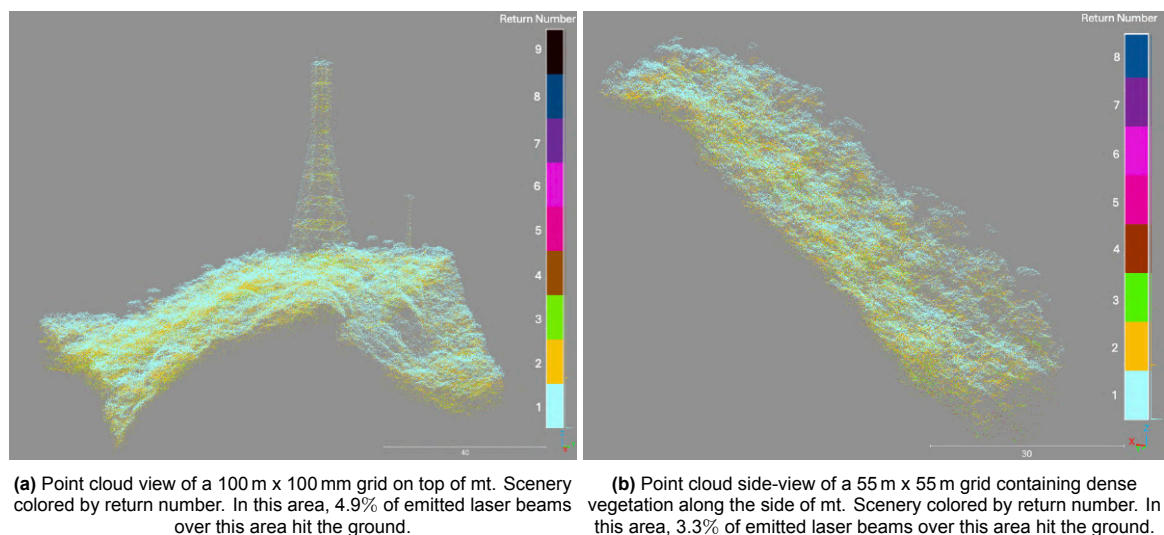 Return Number
9
8
7
6
5
4
3
2
1
40
Return Number
8
7
6
5
4
3
2
1
X
Z
30
(a) Point cloud view of a 100 m x 100 mm grid on top of mt. Scenery
colored by return number. In this area, 4.9% of emitted laser beams
over this area hit the ground.
(b) Point cloud side-view of a 55 m x 55 m grid containing dense
vegetation along the side of mt. Scenery colored by return number. In
this area, 3.3% of emitted laser beams over this area hit the ground.